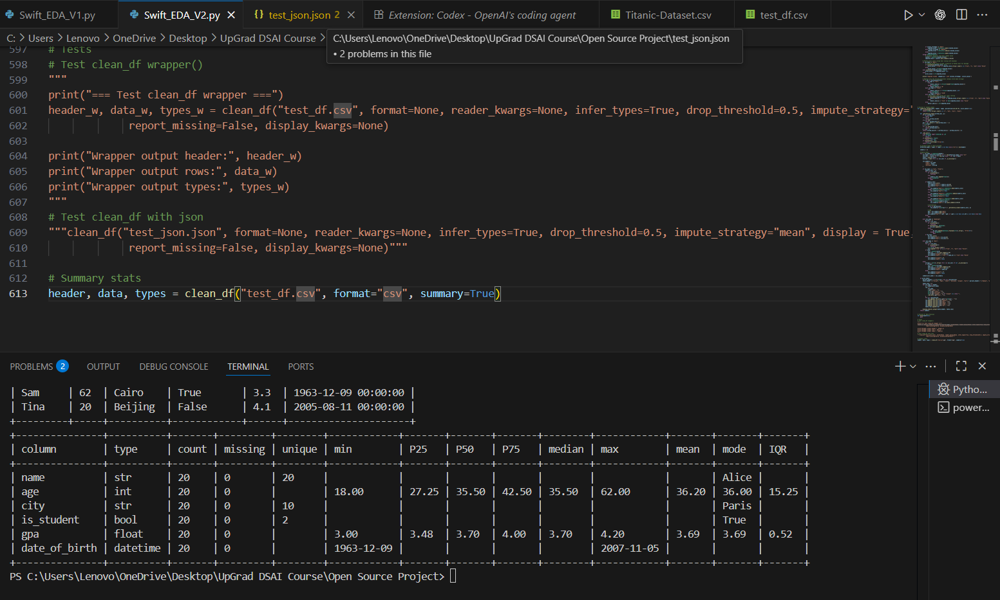 Swift_EDA_V1.py
Swift_EDA_V2.py
{} test_json.json 2
Extension: Codex - OpenAI's coding agent
Titanic-Dataset.csv
test_df.csv
C: > Users > Lenovo > OneDrive > Desktop > UpGrad DSAI Course >
C:\Users\Lenovo\OneDrive\Desktop\UpGrad DSAI Course\Open Source Project\test_json.json
• 2 problems in this file
597 # Tests
598 # Test clean_df wrapper()
599 """
600 print("=== Test clean_df wrapper ===")
601 header_w, data_w, types_w = clean_df("test_df.csv", format=None, reader_kwargs=None, infer_types=True, drop_threshold=0.5, impute_strategy="
602 report_missing=False, display_kwargs=None)
603
604 print("Wrapper output header:", header_w)
605 print("Wrapper output rows:", data_w)
606 print("Wrapper output types:", types_w)
607 """
608 # Test clean_df with json
609 """clean_df("test_json.json", format=None, reader_kwargs=None, infer_types=True, drop_threshold=0.5, impute_strategy="mean", display = True,
610 report_missing=False, display_kwargs=None)"""
611
612 # Summary stats
613 header, data, types = clean_df("test_df.csv", format="csv", summary=True)
PROBLEMS 2 OUTPUT DEBUG CONSOLE TERMINAL PORTS
Pytho...
power...
| Sam | 62 | Cairo | True | 3.3 | 1963-12-09 00:00:00 |
| Tina | 20 | Beijing | False | 4.1 | 2005-08-11 00:00:00 |
+---------+-----+----------+------------+------+---------------------+
+---------------+----------+-------+---------+--------+------------+-------+-------+-------+--------+------------+-------+-------+-------+
| column | type | count | missing | unique | min | P25 | P50 | P75 | median | max | mean | mode | IQR |
+---------------+----------+-------+---------+--------+------------+-------+-------+-------+--------+------------+-------+-------+-------+
| name | str | 20 | 0 | 20 | | | | | | | | Alice | |
| age | int | 20 | 0 | | 18.00 | 27.25 | 35.50 | 42.50 | 35.50 | 62.00 | 36.20 | 36.00 | 15.25 |
| city | str | 20 | 0 | 10 | | | | | | | | Paris | |
| is_student | bool | 20 | 0 | 2 | | | | | | | | True | |
| gpa | float | 20 | 0 | | 3.00 | 3.48 | 3.70 | 4.00 | 3.70 | 4.20 | 3.69 | 3.69 | 0.52 |
| date_of_birth | datetime | 20 | 0 | | 1963-12-09 | | | | | 2007-11-05 | | | |
+---------------+----------+-------+---------+--------+------------+-------+-------+-------+--------+------------+-------+-------+-------+
PS C:\Users\Lenovo\OneDrive\Desktop\UpGrad DSAI Course\Open Source Project>